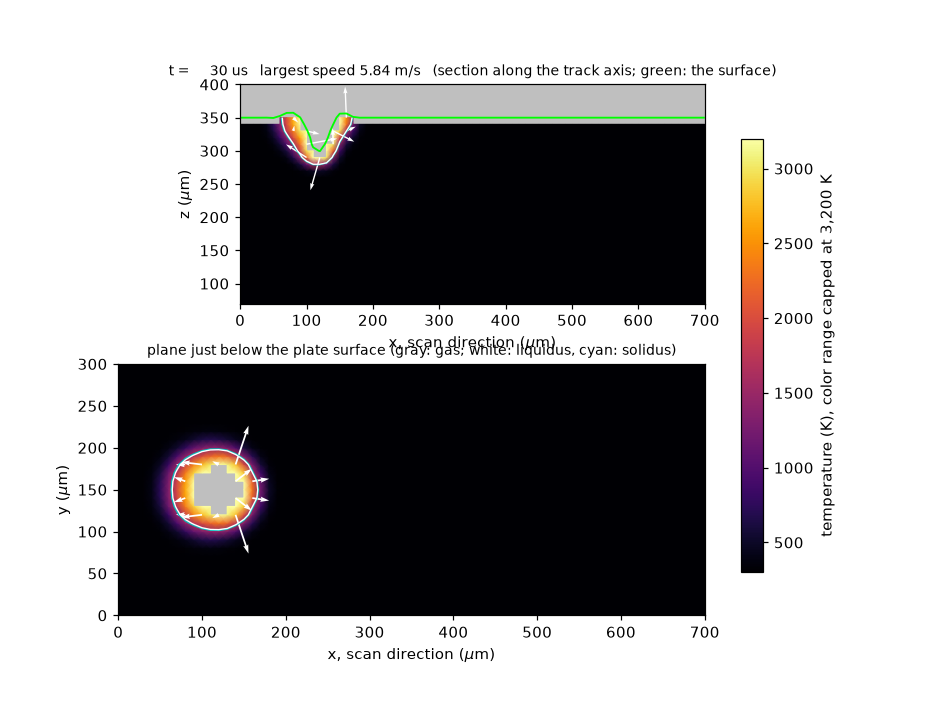 t =     30 us   largest speed 5.84 m/s   (section along the track axis; green: the surface)
400
350
300
250
200
150
100
z (μm)
0 100 200 300 400 500 600 700
x, scan direction (μm)
plane just below the plate surface (gray: gas; white: liquidus, cyan: solidus)
300
250
200
150
100
50
0
y (μm)
0 100 200 300 400 500 600 700
x, scan direction (μm)
3000
2500
2000
1500
1000
500
temperature (K), color range capped at 3,200 K